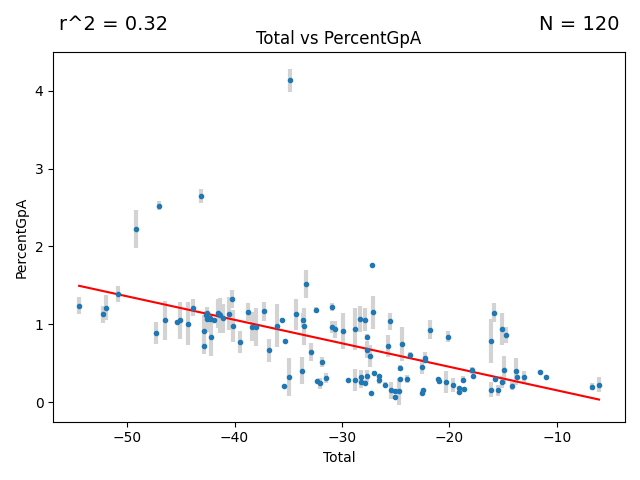 r^2 = 0.32
N = 120
Total vs PercentGpA
PercentGpA
4
3
2
1
0
−50
−40
−30
−20
−10
Total